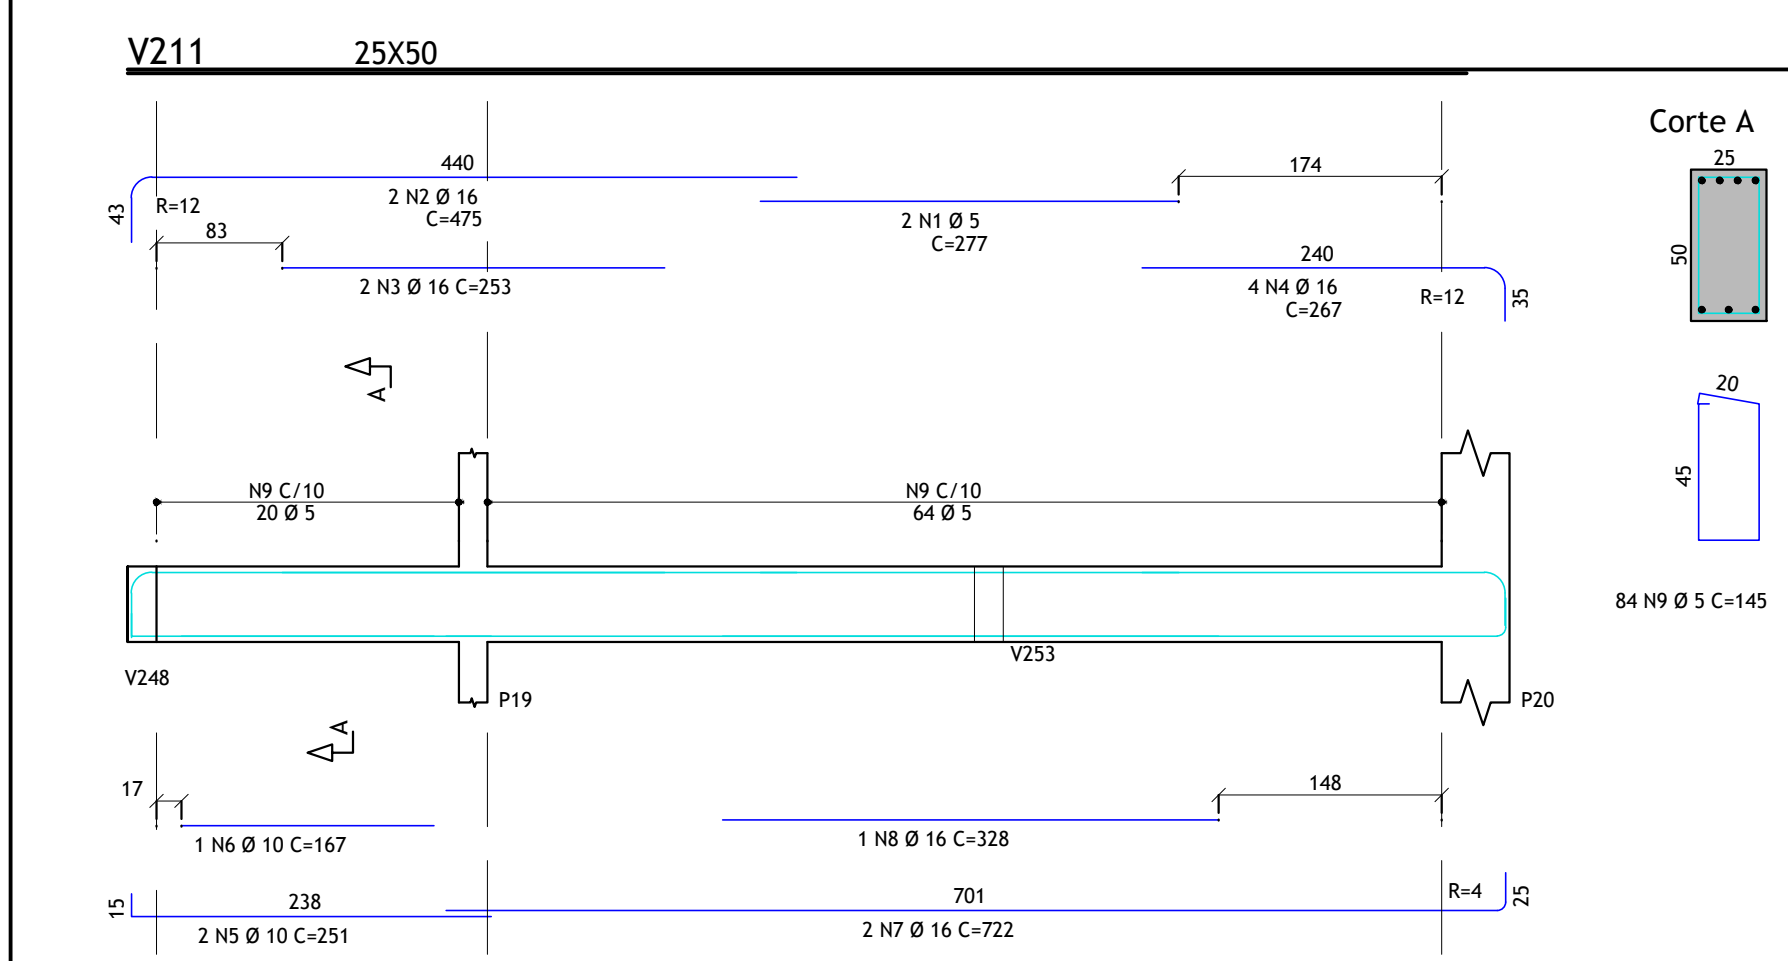 V211 25X50
Corte A
440
174
25
2 N2 Ø 16
C=475
43
R=12
2 N1 Ø 5
C=277
83
50
240
2 N3 Ø 16 C=253
4 N4 Ø 16
C=267
R=12
35
A
20
N9 C/10
20 Ø 5
N9 C/10
64 Ø 5
45
84 N9 Ø 5 C=145
V248
V253
P19
P20
A
17
148
1 N6 Ø 10 C=167
1 N8 Ø 16 C=328
15
238
701
R=4
25
2 N5 Ø 10 C=251
2 N7 Ø 16 C=722